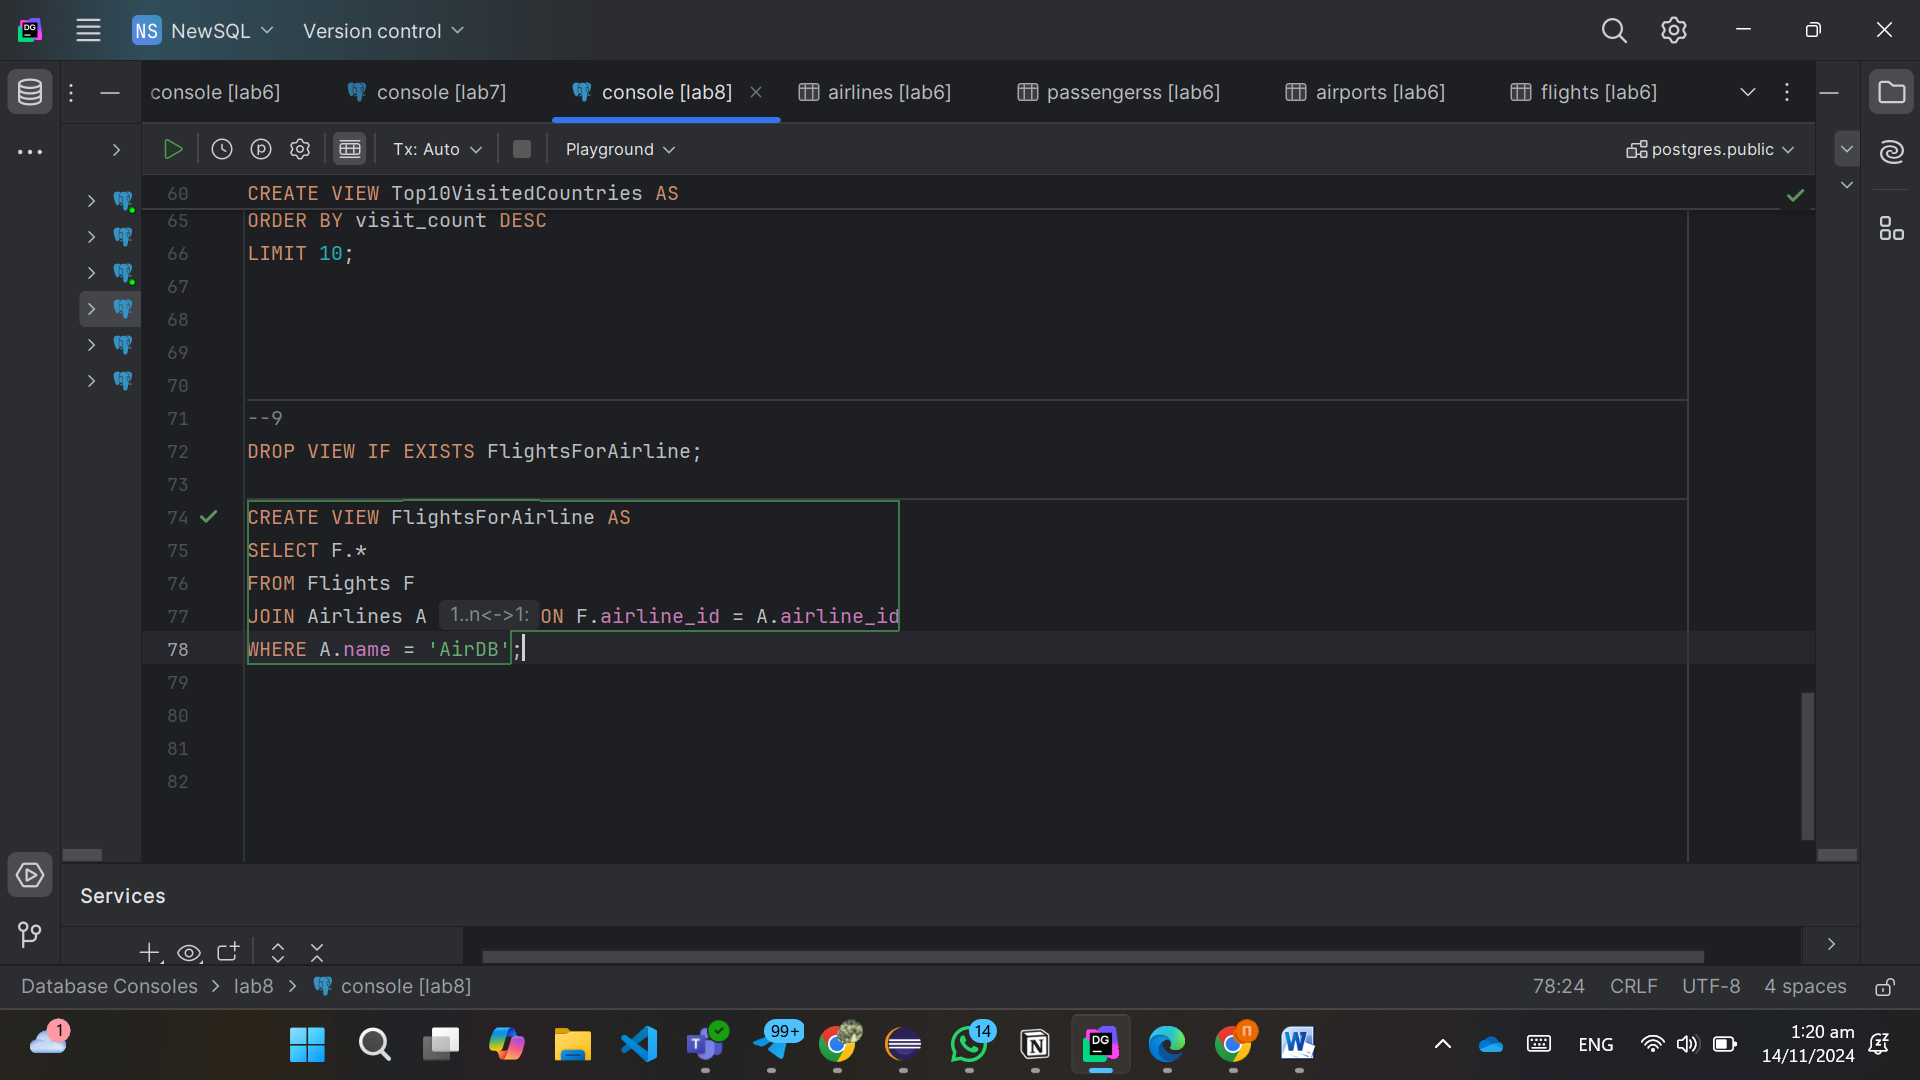 DG
NS NewSQL
Version control
console [lab6]
console [lab7]
console [lab8]
airlines [lab6]
passengerss [lab6]
airports [lab6]
flights [lab6]
Tx: Auto
Playground
postgres.public
60 CREATE VIEW Top10VisitedCountries AS
65 ORDER BY visit_count DESC
66 LIMIT 10;
67
68
69
70
71 --9
72 DROP VIEW IF EXISTS FlightsForAirline;
73
74 CREATE VIEW FlightsForAirline AS
75 SELECT F.*
76 FROM Flights F
77 JOIN Airlines A 1..n<->1: ON F.airline_id = A.airline_id
78 WHERE A.name = 'AirDB';
79
80
81
82
Services
Database Consoles > lab8 > console [lab8]
78:24 CRLF UTF-8 4 spaces
1
99+
14
DG
n
W
ENG
1:20 am
14/11/2024